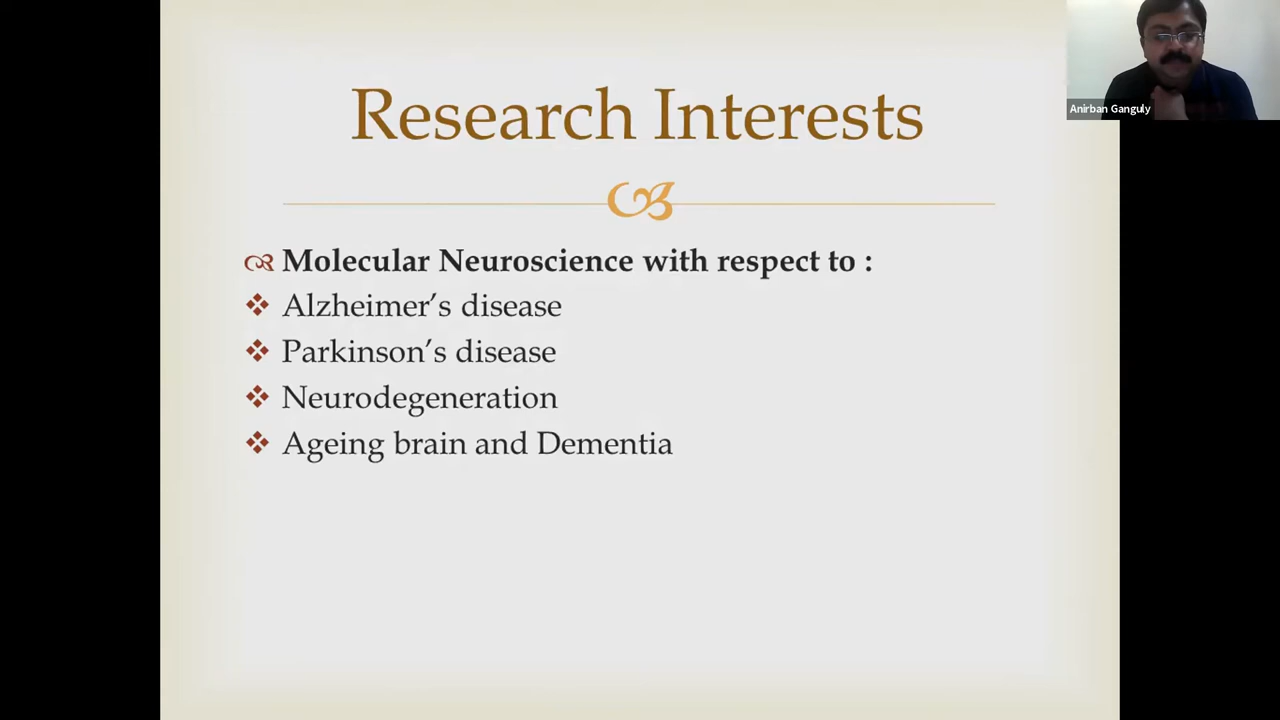 Research Interests
Anirban Ganguly
Molecular Neuroscience with respect to :
Alzheimer’s disease
Parkinson’s disease
Neurodegeneration
Ageing brain and Dementia